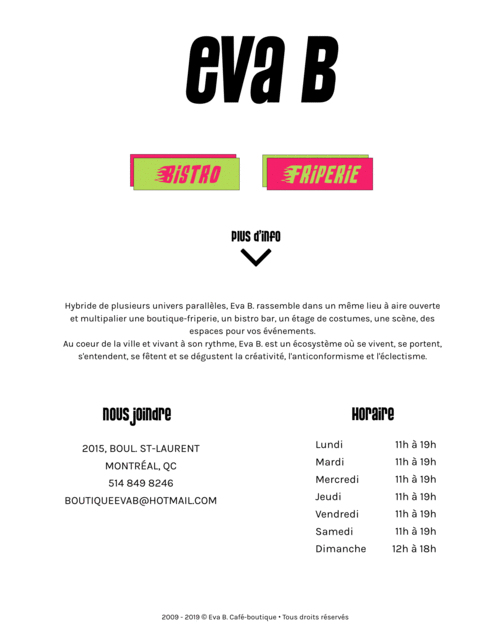 eva B
BISTRO
FRIPERIE
plus d'info
Hybride de plusieurs univers parallèles, Eva B. rassemble dans un même lieu à aire ouverte
et multipalier une boutique-friperie, un bistro bar, un étage de costumes, une scène, des
espaces pour vos événements.
Au coeur de la ville et vivant à son rythme, Eva B. est un écosystème où se vivent, se portent,
s'entendent, se fêtent et se dégustent la créativité, l'anticonformisme et l'éclectisme.
nous joindre
2015, BOUL. ST-LAURENT
MONTRÉAL, QC
514 849 8246
BOUTIQUEEVAB@HOTMAIL.COM
Horaire
Lundi 11h à 19h
Mardi 11h à 19h
Mercredi 11h à 19h
Jeudi 11h à 19h
Vendredi 11h à 19h
Samedi 11h à 19h
Dimanche 12h à 18h
2009 - 2019 © Eva B. Café-boutique • Tous droits réservés